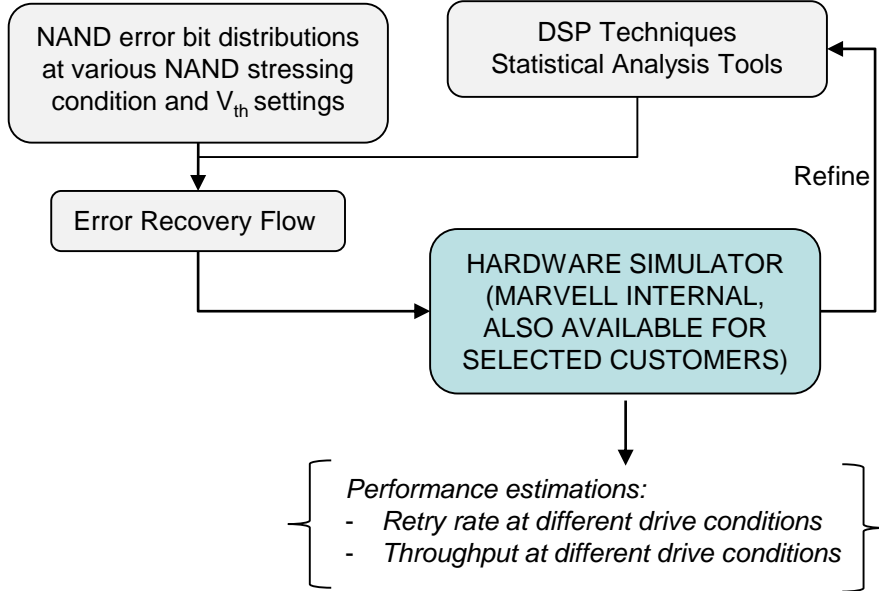 NAND error bit distributions
at various NAND stressing
condition and Vth settings
DSP Techniques
Statistical Analysis Tools
Refine
Error Recovery Flow
HARDWARE SIMULATOR
(MARVELL INTERNAL,
ALSO AVAILABLE FOR
SELECTED CUSTOMERS)
Performance estimations:
- Retry rate at different drive conditions
- Throughput at different drive conditions